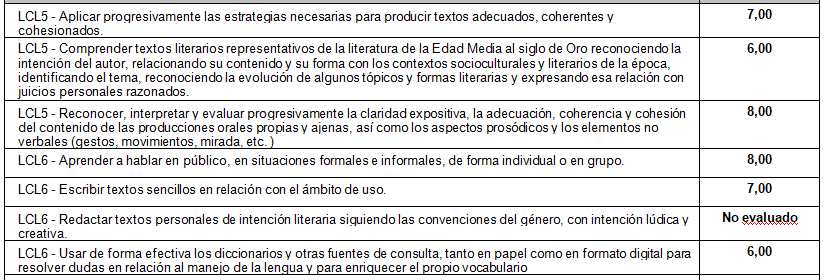 LCL5 - Aplicar progresivamente las estrategias necesarias para producir textos adecuados, coherentes y
cohesionados.
7,00
LCL5 - Comprender textos literarios representativos de la literatura de la Edad Media al siglo de Oro reconociendo la
intención del autor, relacionando su contenido y su forma con los contextos socioculturales y literarios de la época,
identificando el tema, reconociendo la evolución de algunos tópicos y formas literarias y expresando esa relación con
juicios personales razonados.
6,00
LCL5 - Reconocer, interpretar y evaluar progresivamente la claridad expositiva, la adecuación, coherencia y cohesión
del contenido de las producciones orales propias y ajenas, así como los aspectos prosódicos y los elementos no
verbales (gestos, movimientos, mirada, etc. )
8,00
LCL6 - Aprender a hablar en público, en situaciones formales e informales, de forma individual o en grupo.
8,00
LCL6 - Escribir textos sencillos en relación con el ámbito de uso.
7,00
LCL6 - Redactar textos personales de intención literaria siguiendo las convenciones del género, con intención lúdica y
creativa.
No evaluado
LCL6 - Usar de forma efectiva los diccionarios y otras fuentes de consulta, tanto en papel como en formato digital para
resolver dudas en relación al manejo de la lengua y para enriquecer el propio vocabulario
6,00